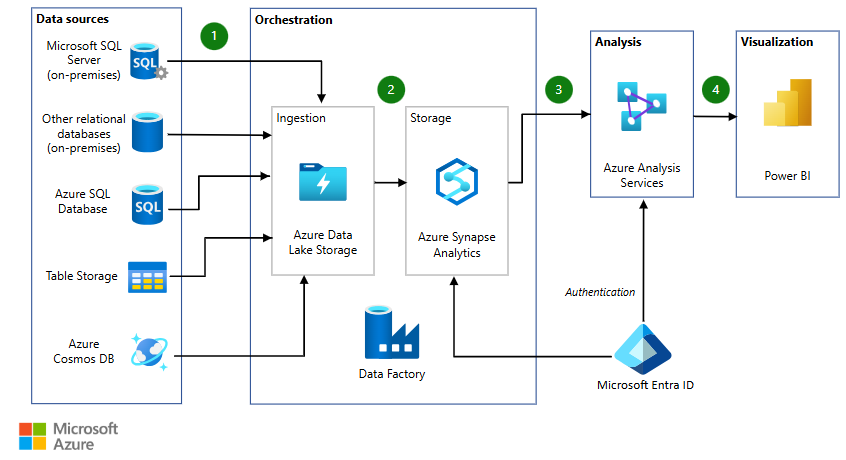 Data sources
Microsoft SQL
Server
(on-premises)
SQL
Other relational
databases
(on-premises)
Azure SQL
Database
SQL
Table Storage
Azure
Cosmos DB
1
Orchestration
Ingestion
Azure Data
Lake Storage
2
Storage
Azure Synapse
Analytics
Data Factory
3
Analysis
Azure Analysis
Services
4
Visualization
Power BI
Authentication
Microsoft Entra ID
Microsoft
Azure